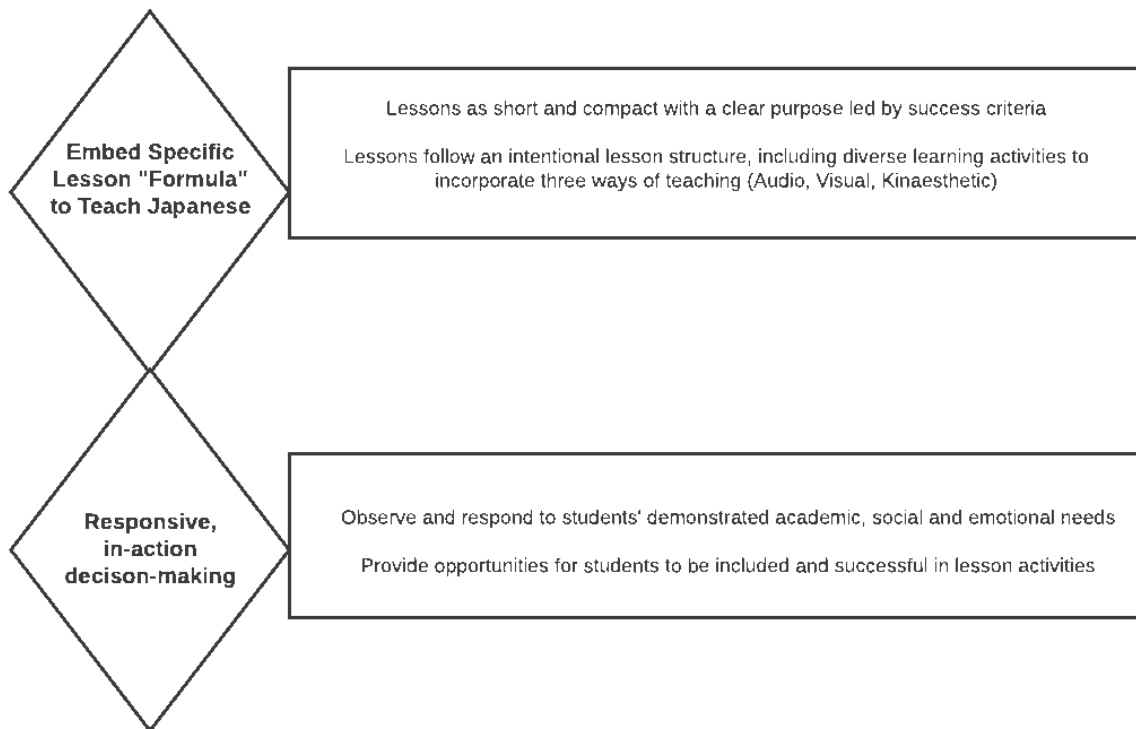 Embed Specific
Lesson "Formula"
to Teach Japanese
Lessons as short and compact with a clear purpose led by success criteria
Lessons follow an intentional lesson structure, including diverse learning activities to
incorporate three ways of teaching (Audio, Visual, Kinaesthetic)
Responsive,
in-action
decison-making
Observe and respond to students' demonstrated academic, social and emotional needs
Provide opportunities for students to be included and successful in lesson activities